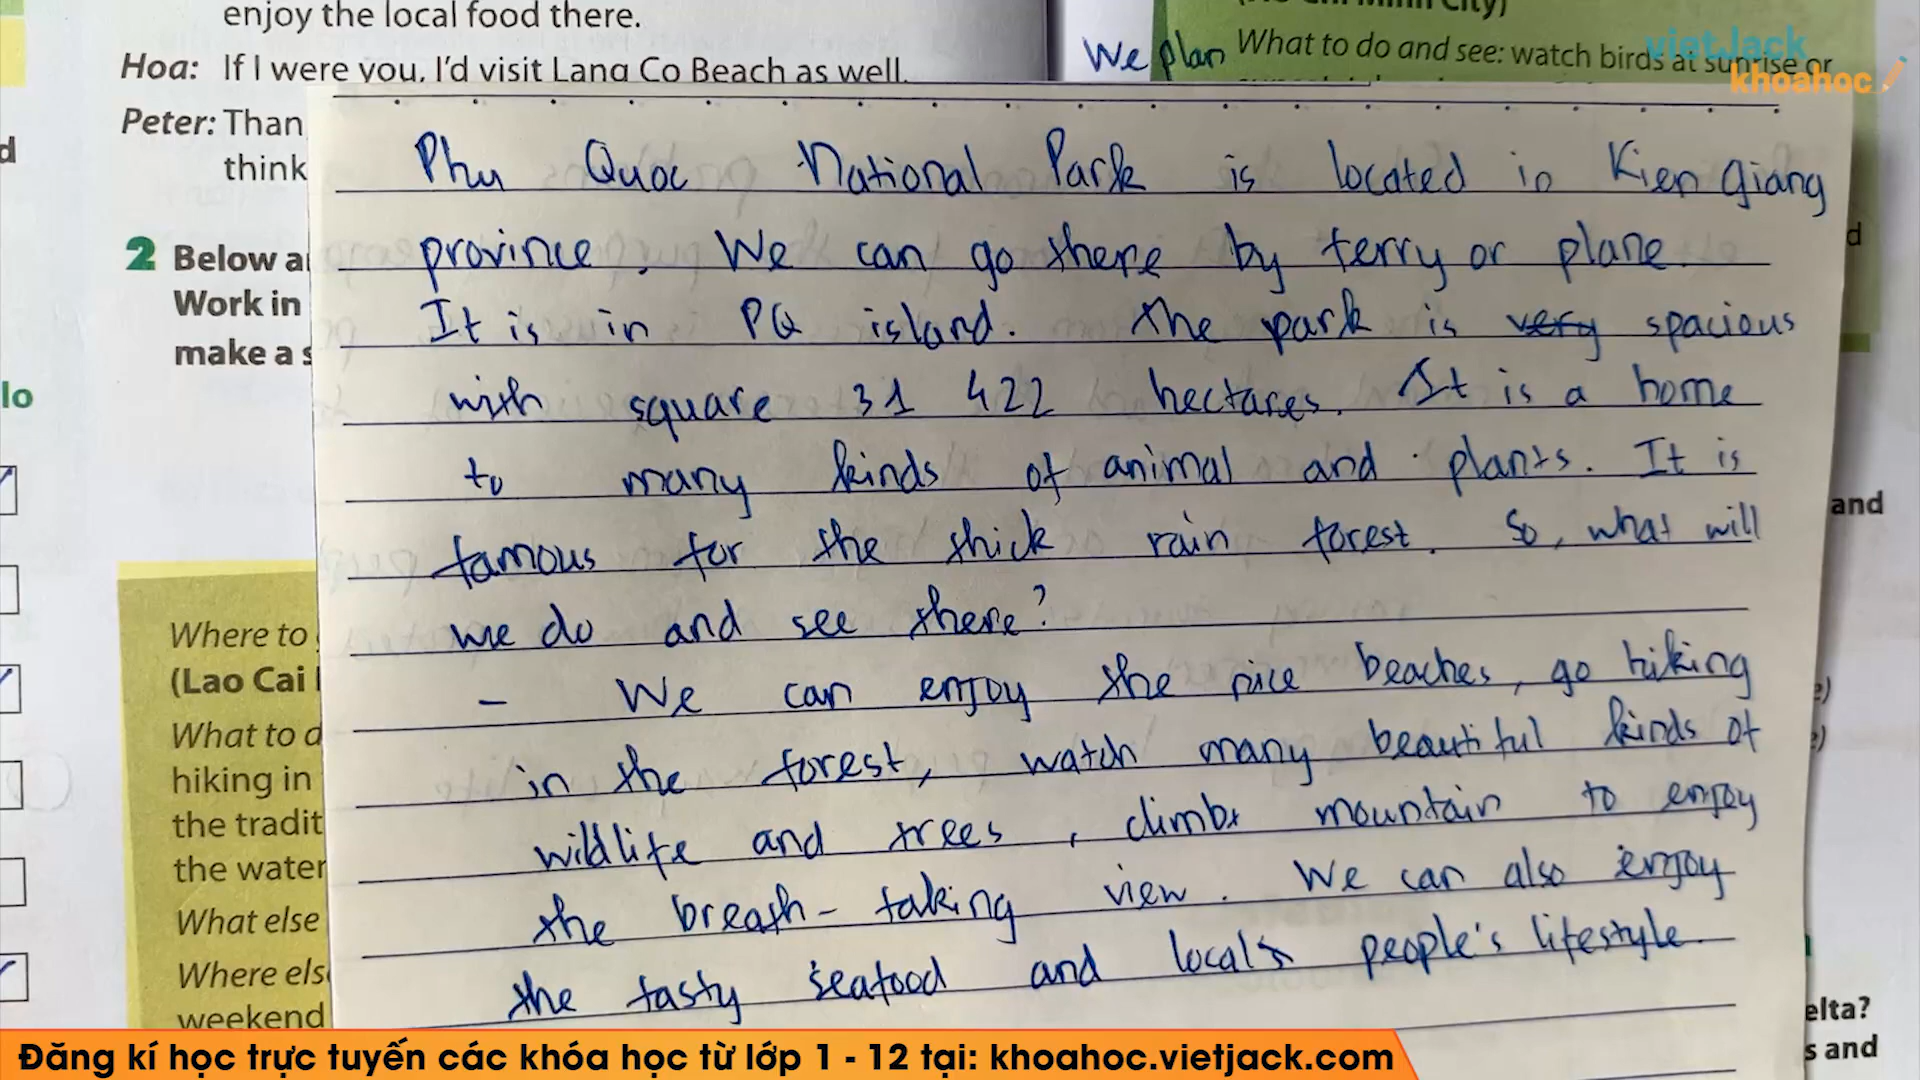 enjoy the local food there.
Hoa: If I were you, I'd visit Lang Co Beach as well.
Peter: Than
think
2 Below a
Work in
make a s
lo
d
Where to
(Lao Cai
What to d
hiking in
the tradit
the water
What else
Where els
weekend
We plan
What to do and see: watch birds at sunrise or
vietJack
khoahoc
Phu Quoc National Park is located in Kien Giang
province. We can go there by ferry or plane.
It is in PQ island. The park is very spacious
with square 31 422 hectares. It is a home
to many kinds of animal and plants. It is
famous for the thick rain forest. So, what will
we do and see there?
- We can enjoy the nice beaches, go hiking
in the forest, watch many beautiful kinds of
wildlife and trees, climb mountain to enjoy
the breath-taking view. We can also enjoy
the tasty seafood and local people's lifestyle.
d
and
elta?
s and
Đăng kí học trực tuyến các khóa học từ lớp 1 - 12 tại: khoahoc.vietjack.com